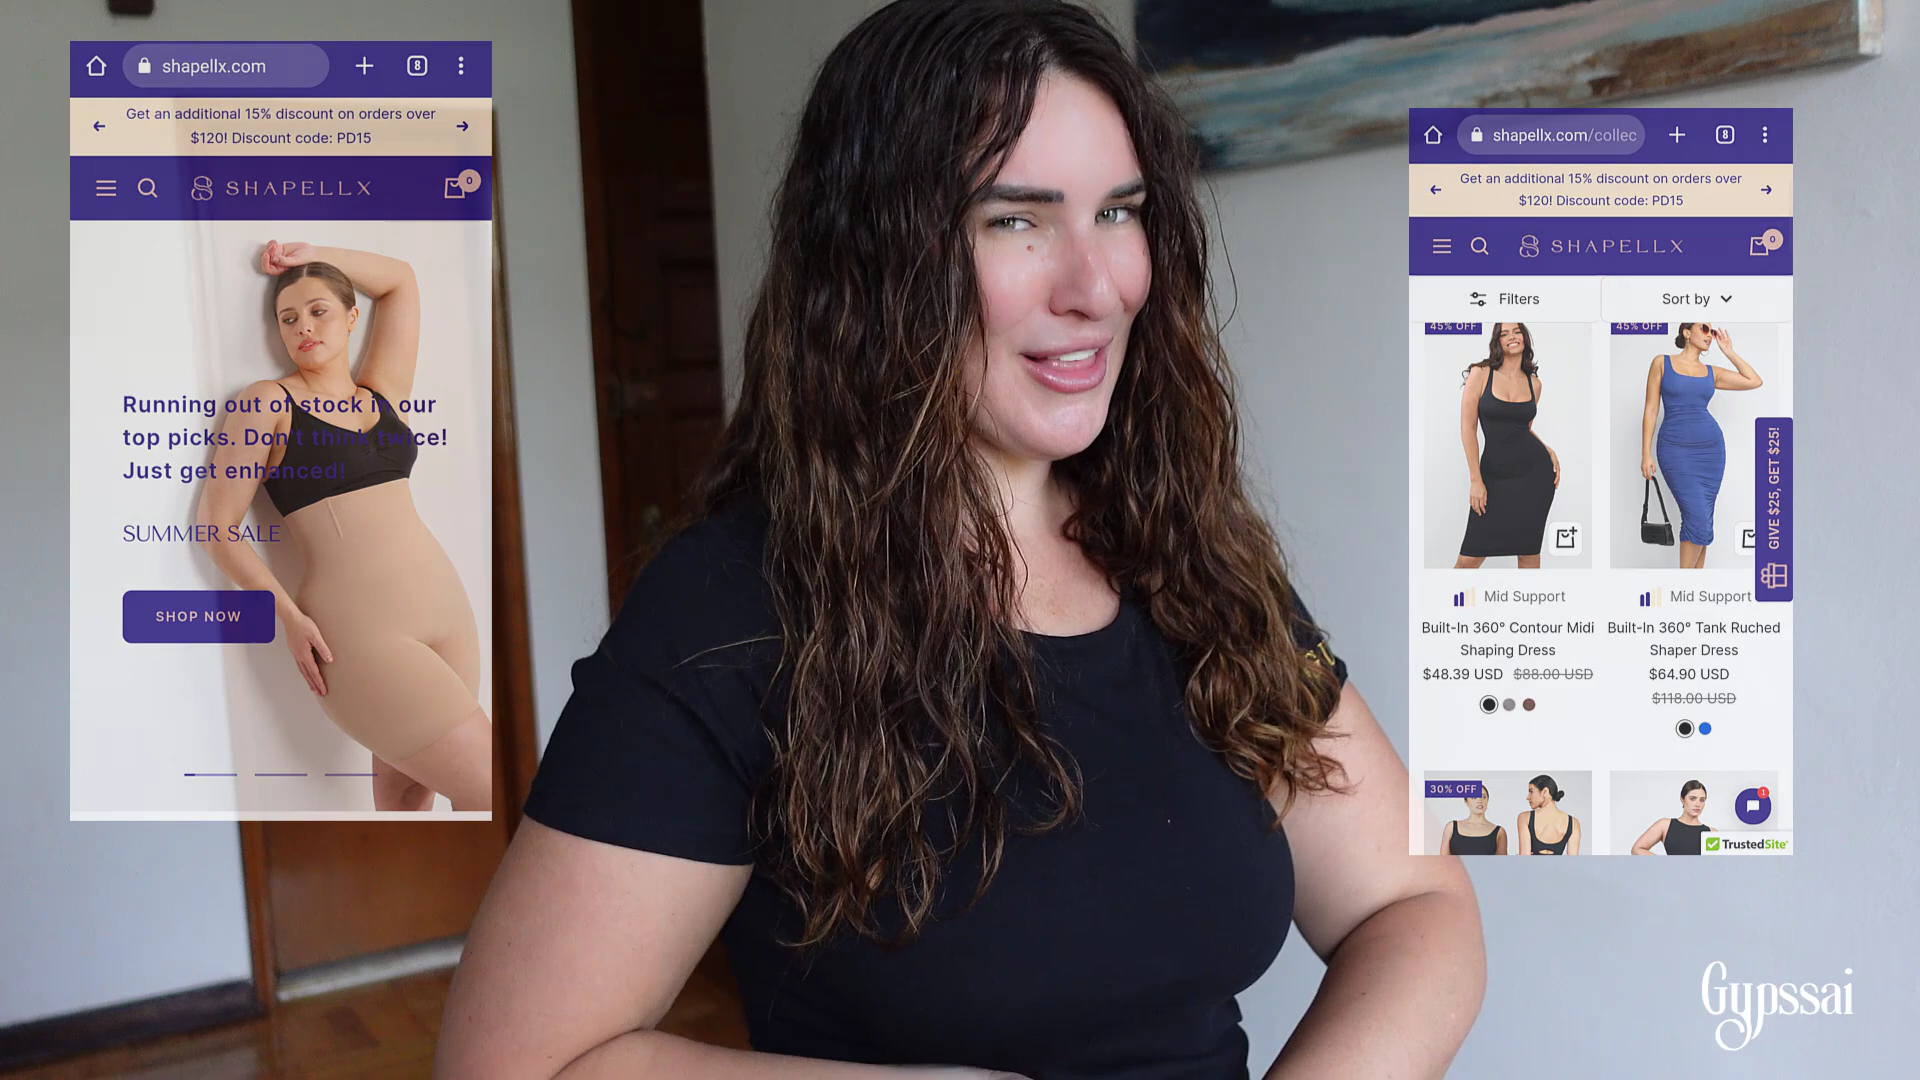 shapellx.com
8
Get an additional 15% discount on orders over
$120! Discount code: PD15
SHAPELLX
0
Running out of stock in our
top picks. Don't think twice!
Just get enhanced!
SUMMER SALE
SHOP NOW
shapellx.com/collec
8
Get an additional 15% discount on orders over
$120! Discount code: PD15
SHAPELLX
0
Filters
Sort by
45% OFF
45% OFF
GIVE $25, GET $25!
Mid Support
Mid Support
Built-In 360° Contour Midi
Shaping Dress
$48.39 USD $88.00 USD
Built-In 360° Tank Ruched
Shaper Dress
$64.90 USD
$118.00 USD
30% OFF
1
TrustedSite
Gypssai